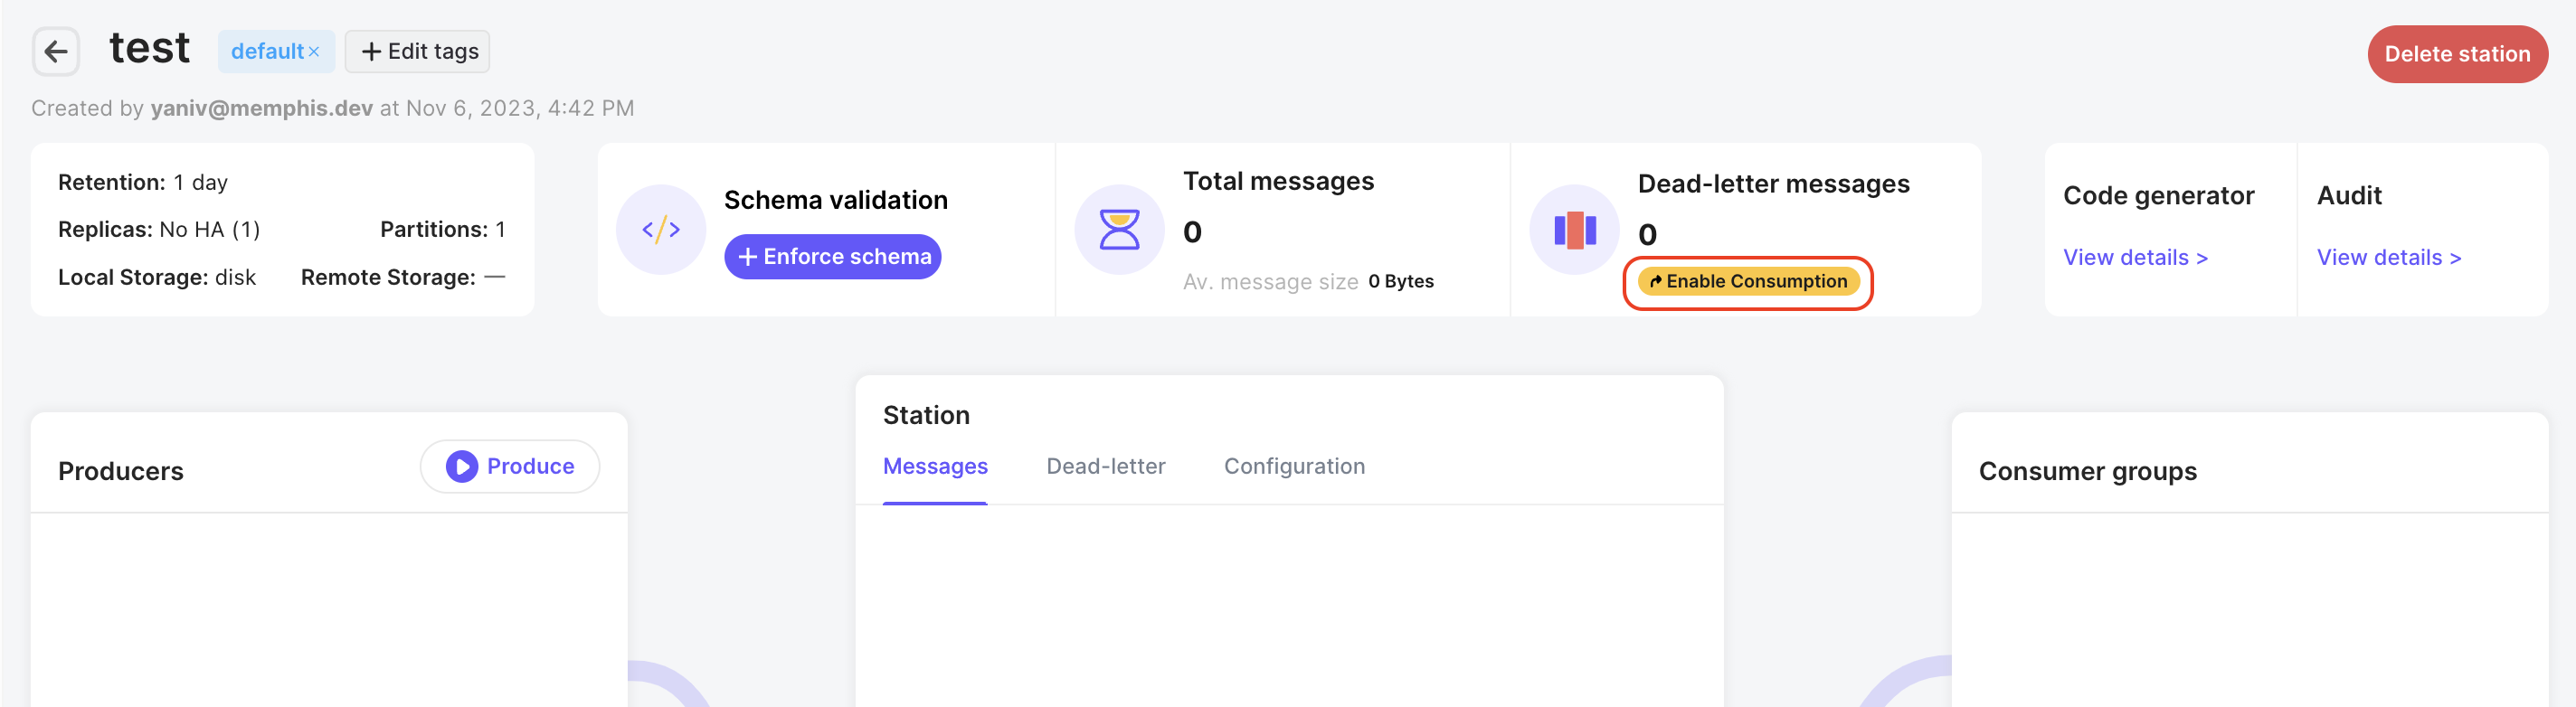 test
default×
+ Edit tags
Delete station
Created by yaniv@memphis.dev at Nov 6, 2023, 4:42 PM
Retention: 1 day
Replicas: No HA (1)
Partitions: 1
Local Storage: disk
Remote Storage: —
</>
Schema validation
+ Enforce schema
Total messages
0
Av. message size 0 Bytes
Dead-letter messages
0
Enable Consumption
Code generator
View details >
Audit
View details >
Producers
Produce
Station
Messages
Dead-letter
Configuration
Consumer groups